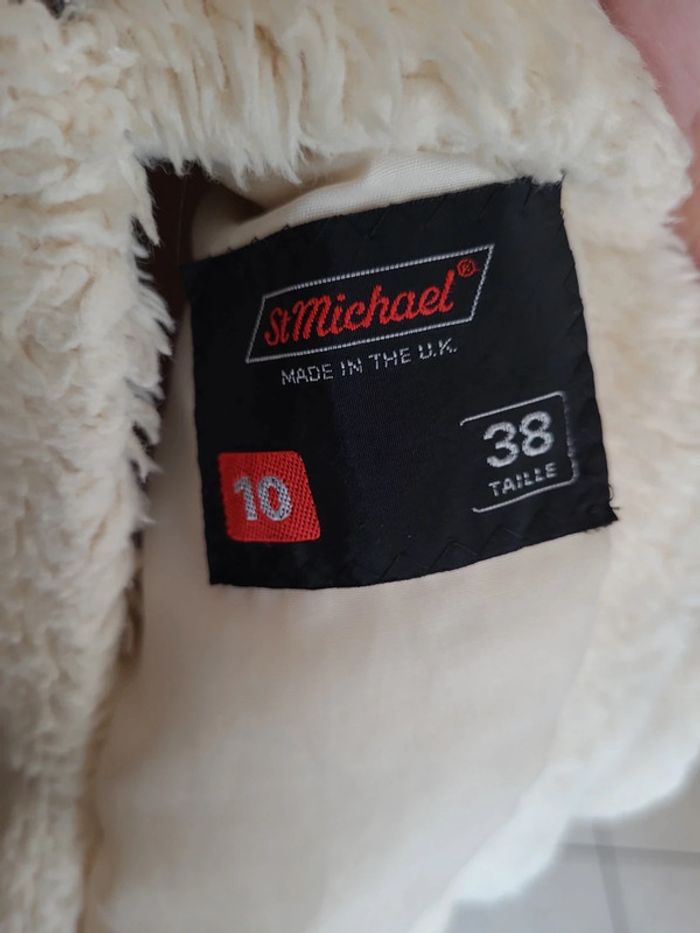 StMichael®
MADE IN THE U.K.
10
38
TAILLE